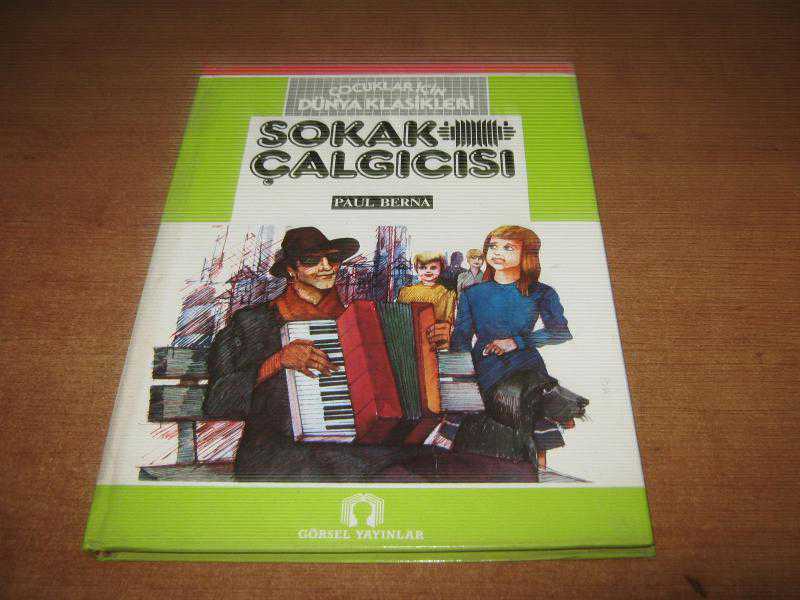 ÇOCUKLAR İÇİN
DÜNYA KLASİKLERİ
SOKAK
ÇALGICISI
PAUL BERNA
GÖRSEL YAYINLAR